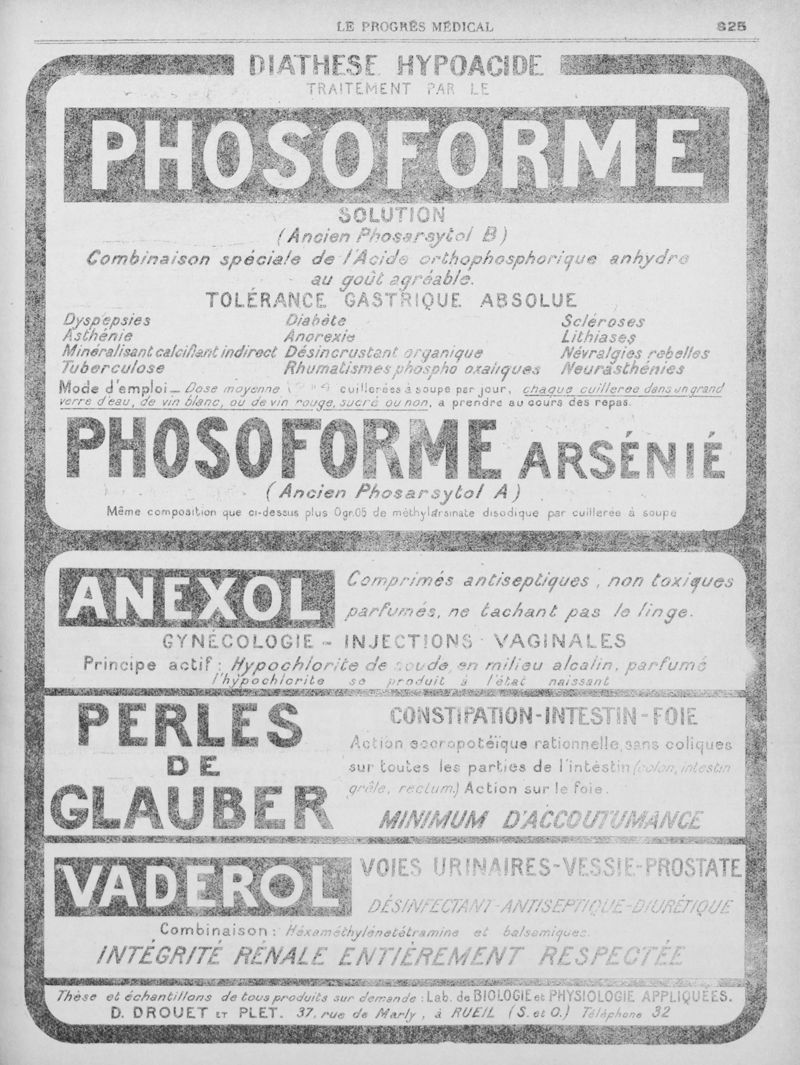 LE PROGRÈS MÉDICAL 825
DIATHESE HYPOACIDE
TRAITEMENT PAR LE
PHOSOFORME
SOLUTION
(Ancien Phosarsytol B)
Combinaison spéciale de l'Acide orthophosphorique anhydre
au goût agréable.
TOLÉRANCE GASTRIQUE ABSOLUE
Dyspepsies Diabète Scléroses
Asthénie Anorexie Lithiases
Minéralisant calcifiant indirect Désincrustant organique Névralgies rebelles
Tuberculose Rhumatismes phospho oxaliques Neurasthénies
Mode d'emploi _ Dose moyenne cuillerées à soupe par jour, chaque cuilleree dans un grand
verre d'eau, de vin blanc, ou de vin rouge, sucré ou non, a prendre au cours des repas.
PHOSOFORME ARSÉNIÉ
(Ancien Phosarsytol A)
Même composition que ci-dessus plus 0gr.05 de méthylarsinate disodique par cuilleree à soupe
ANEXOL Comprimés antiseptiques, non toxiques
parfumés, ne tachant pas le linge.
GYNÉCOLOGIE - INJECTIONS VAGINALES
Principe actif : Hypochlorite de soude, en milieu alcalin, parfumé
l'hypochlorite se produit à l'état naissant
PERLES
DE
GLAUBER
CONSTIPATION-INTESTIN-FOIE
Action eccropotéïque rationnelle, sans coliques
sur toutes les parties de l'intéstin (colon, intestin
grêle, rectum.) Action sur le foie.
MINIMUM D'ACCOUTUMANCE
VADEROL
VOIES URINAIRES-VESSIE-PROSTATE
DÉSINFECTANT-ANTISEPTIQUE-DIURÉTIQUE
Combinaison : Héxaméthylénetétramine et balsamiques.
INTÉGRITÉ RÉNALE ENTIÈREMENT RESPECTÉE
Thèse et échantillons de tous produits sur demande : Lab. de BIOLOGIE et PHYSIOLOGIE APPLIQUÉES.
D. DROUET ET PLET. 37, rue de Marly, à RUEIL (S. et O.) Téléphone 32